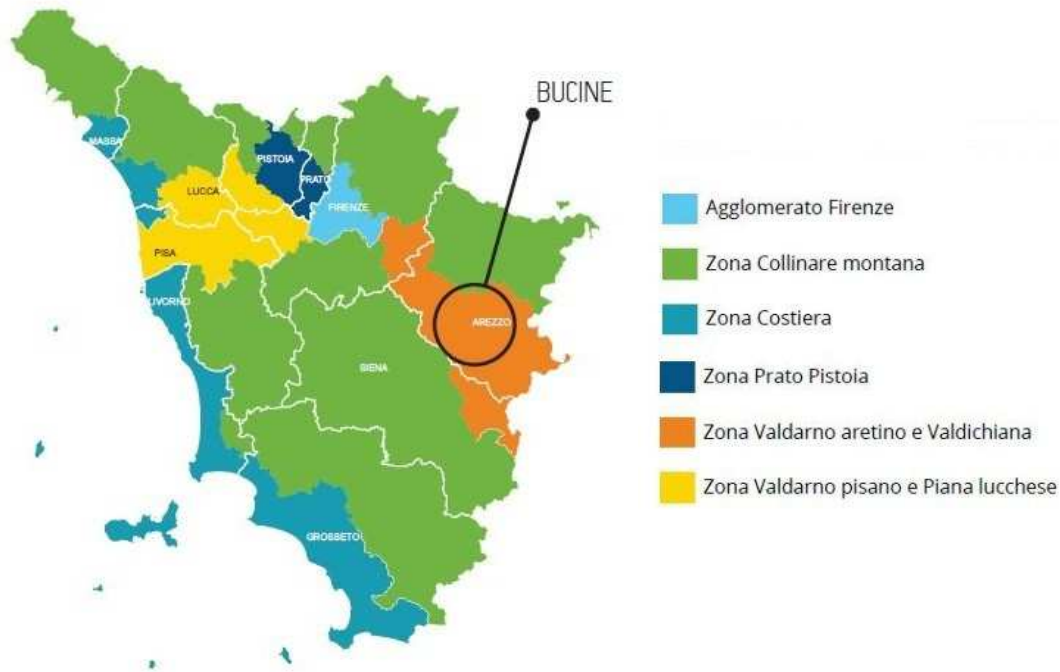 BUCINE
MASSA
PISTOIA
PRATO
LUCCA
FIRENZE
PISA
LIVORNO
AREZZO
SIENA
GROSSETO
Agglomerato Firenze
Zona Collinare montana
Zona Costiera
Zona Prato Pistoia
Zona Valdarno aretino e Valdichiana
Zona Valdarno pisano e Piana lucchese